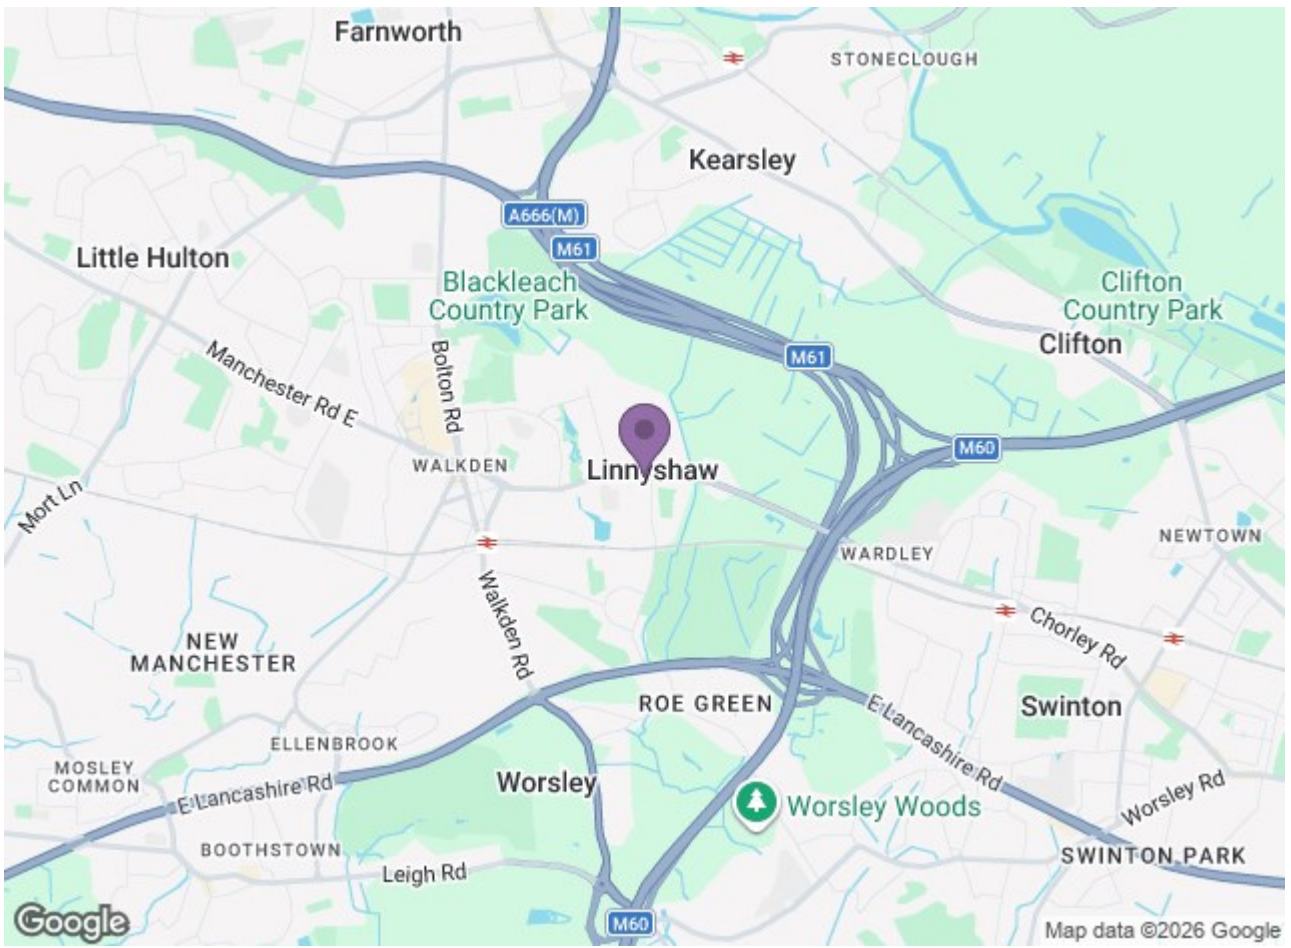 Farnworth
STONECLOUGH
Kearsley
A666(M)
M61
Little Hulton
Blackleach
Country Park
Clifton
Country Park
Clifton
M61
Manchester Rd E
Bolton Rd
M60
WALKDEN
Linnyshaw
Mort Ln
NEWTOWN
WARDLEY
Walkden Rd
Chorley Rd
NEW
MANCHESTER
ROE GREEN
Swinton
E Lancashire Rd
ELLENBROOK
MOSLEY
COMMON
E Lancashire Rd
Worsley
Worsley Woods
Worsley Rd
BOOTHSTOWN
SWINTON PARK
Leigh Rd
M60
Google
Map data ©2026 Google